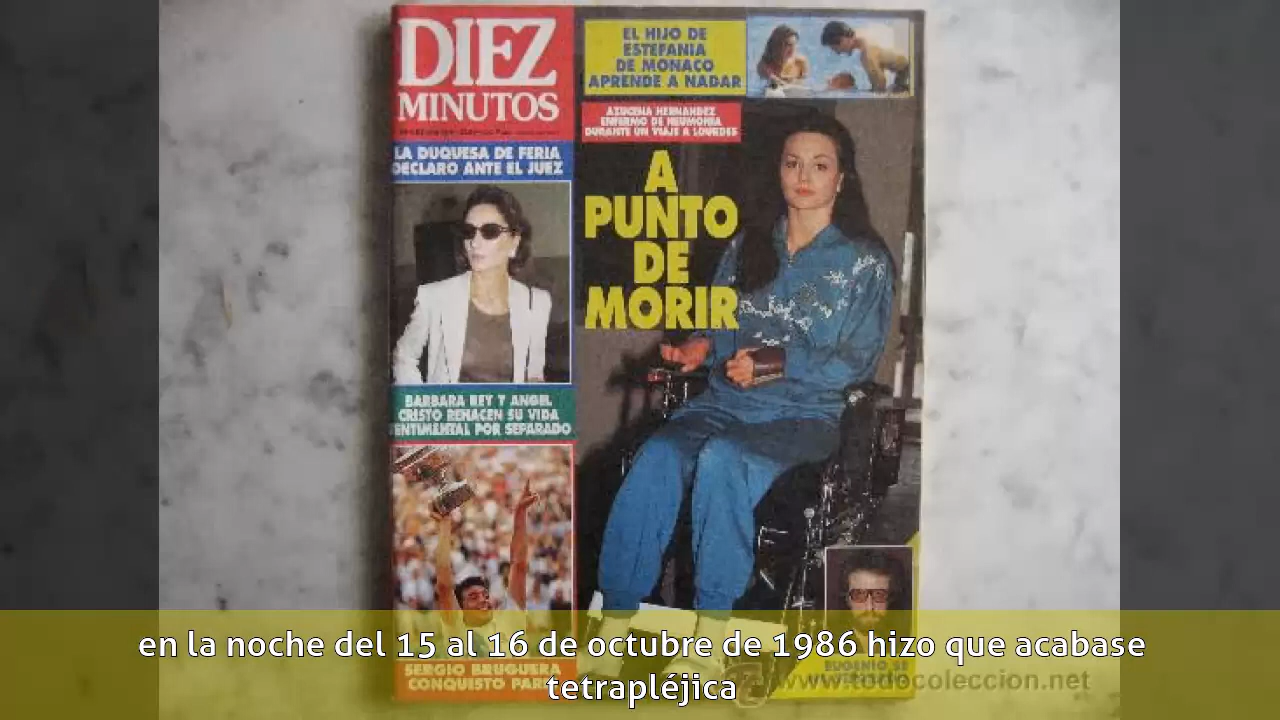 DIEZ
MINUTOS
LA DUQUESA DE FERIA
DECLARO ANTE EL JUEZ
BARBARA REY Y ANGEL
CRISTO REHACEN SU VIDA
SENTIMENTAL POR SEPARADO
EL HIJO DE
ESTEFANIA
DE MONACO
APRENDE A NADAR
AZUCENA HERNANDEZ
ENFERMO DE NEUMONIA
DURANTE UN VIAJE A LOURDES
A
PUNTO
DE
MORIR
en la noche del 15 al 16 de octubre de 1986 hizo que acabase
tetrapléjica
SERGIO BRUGUERA
CONQUISTO
EUGENIO SE
www.todocoleccion.net